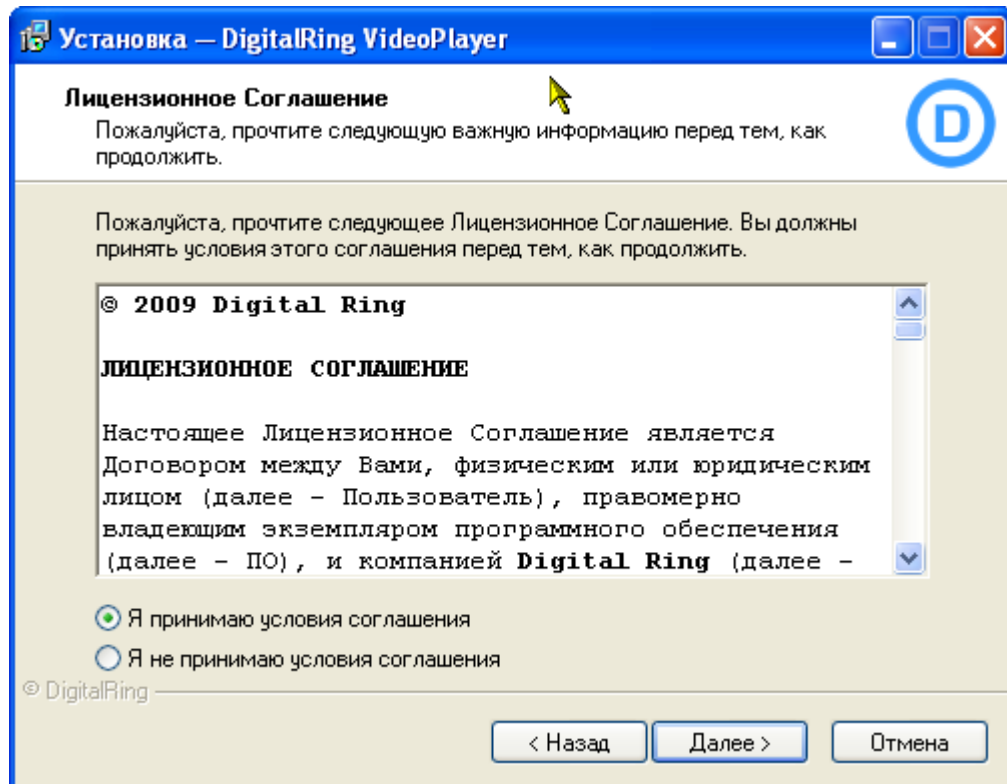 Установка — DigitalRing VideoPlayer
Лицензионное Соглашение
Пожалуйста, прочтите следующую важную информацию перед тем, как
продолжить.
D
Пожалуйста, прочтите следующее Лицензионное Соглашение. Вы должны
принять условия этого соглашения перед тем, как продолжить.
© 2009 Digital Ring
ЛИЦЕНЗИОННОЕ СОГЛАШЕНИЕ
Настоящее Лицензионное Соглашение является
Договором между Вами, физическим или юридическим
лицом (далее – Пользователь), правомерно
владеющим экземпляром программного обеспечения
(далее – ПО), и компанией Digital Ring (далее –
Я принимаю условия соглашения
Я не принимаю условия соглашения
© DigitalRing
< Назад
Далее >
Отмена